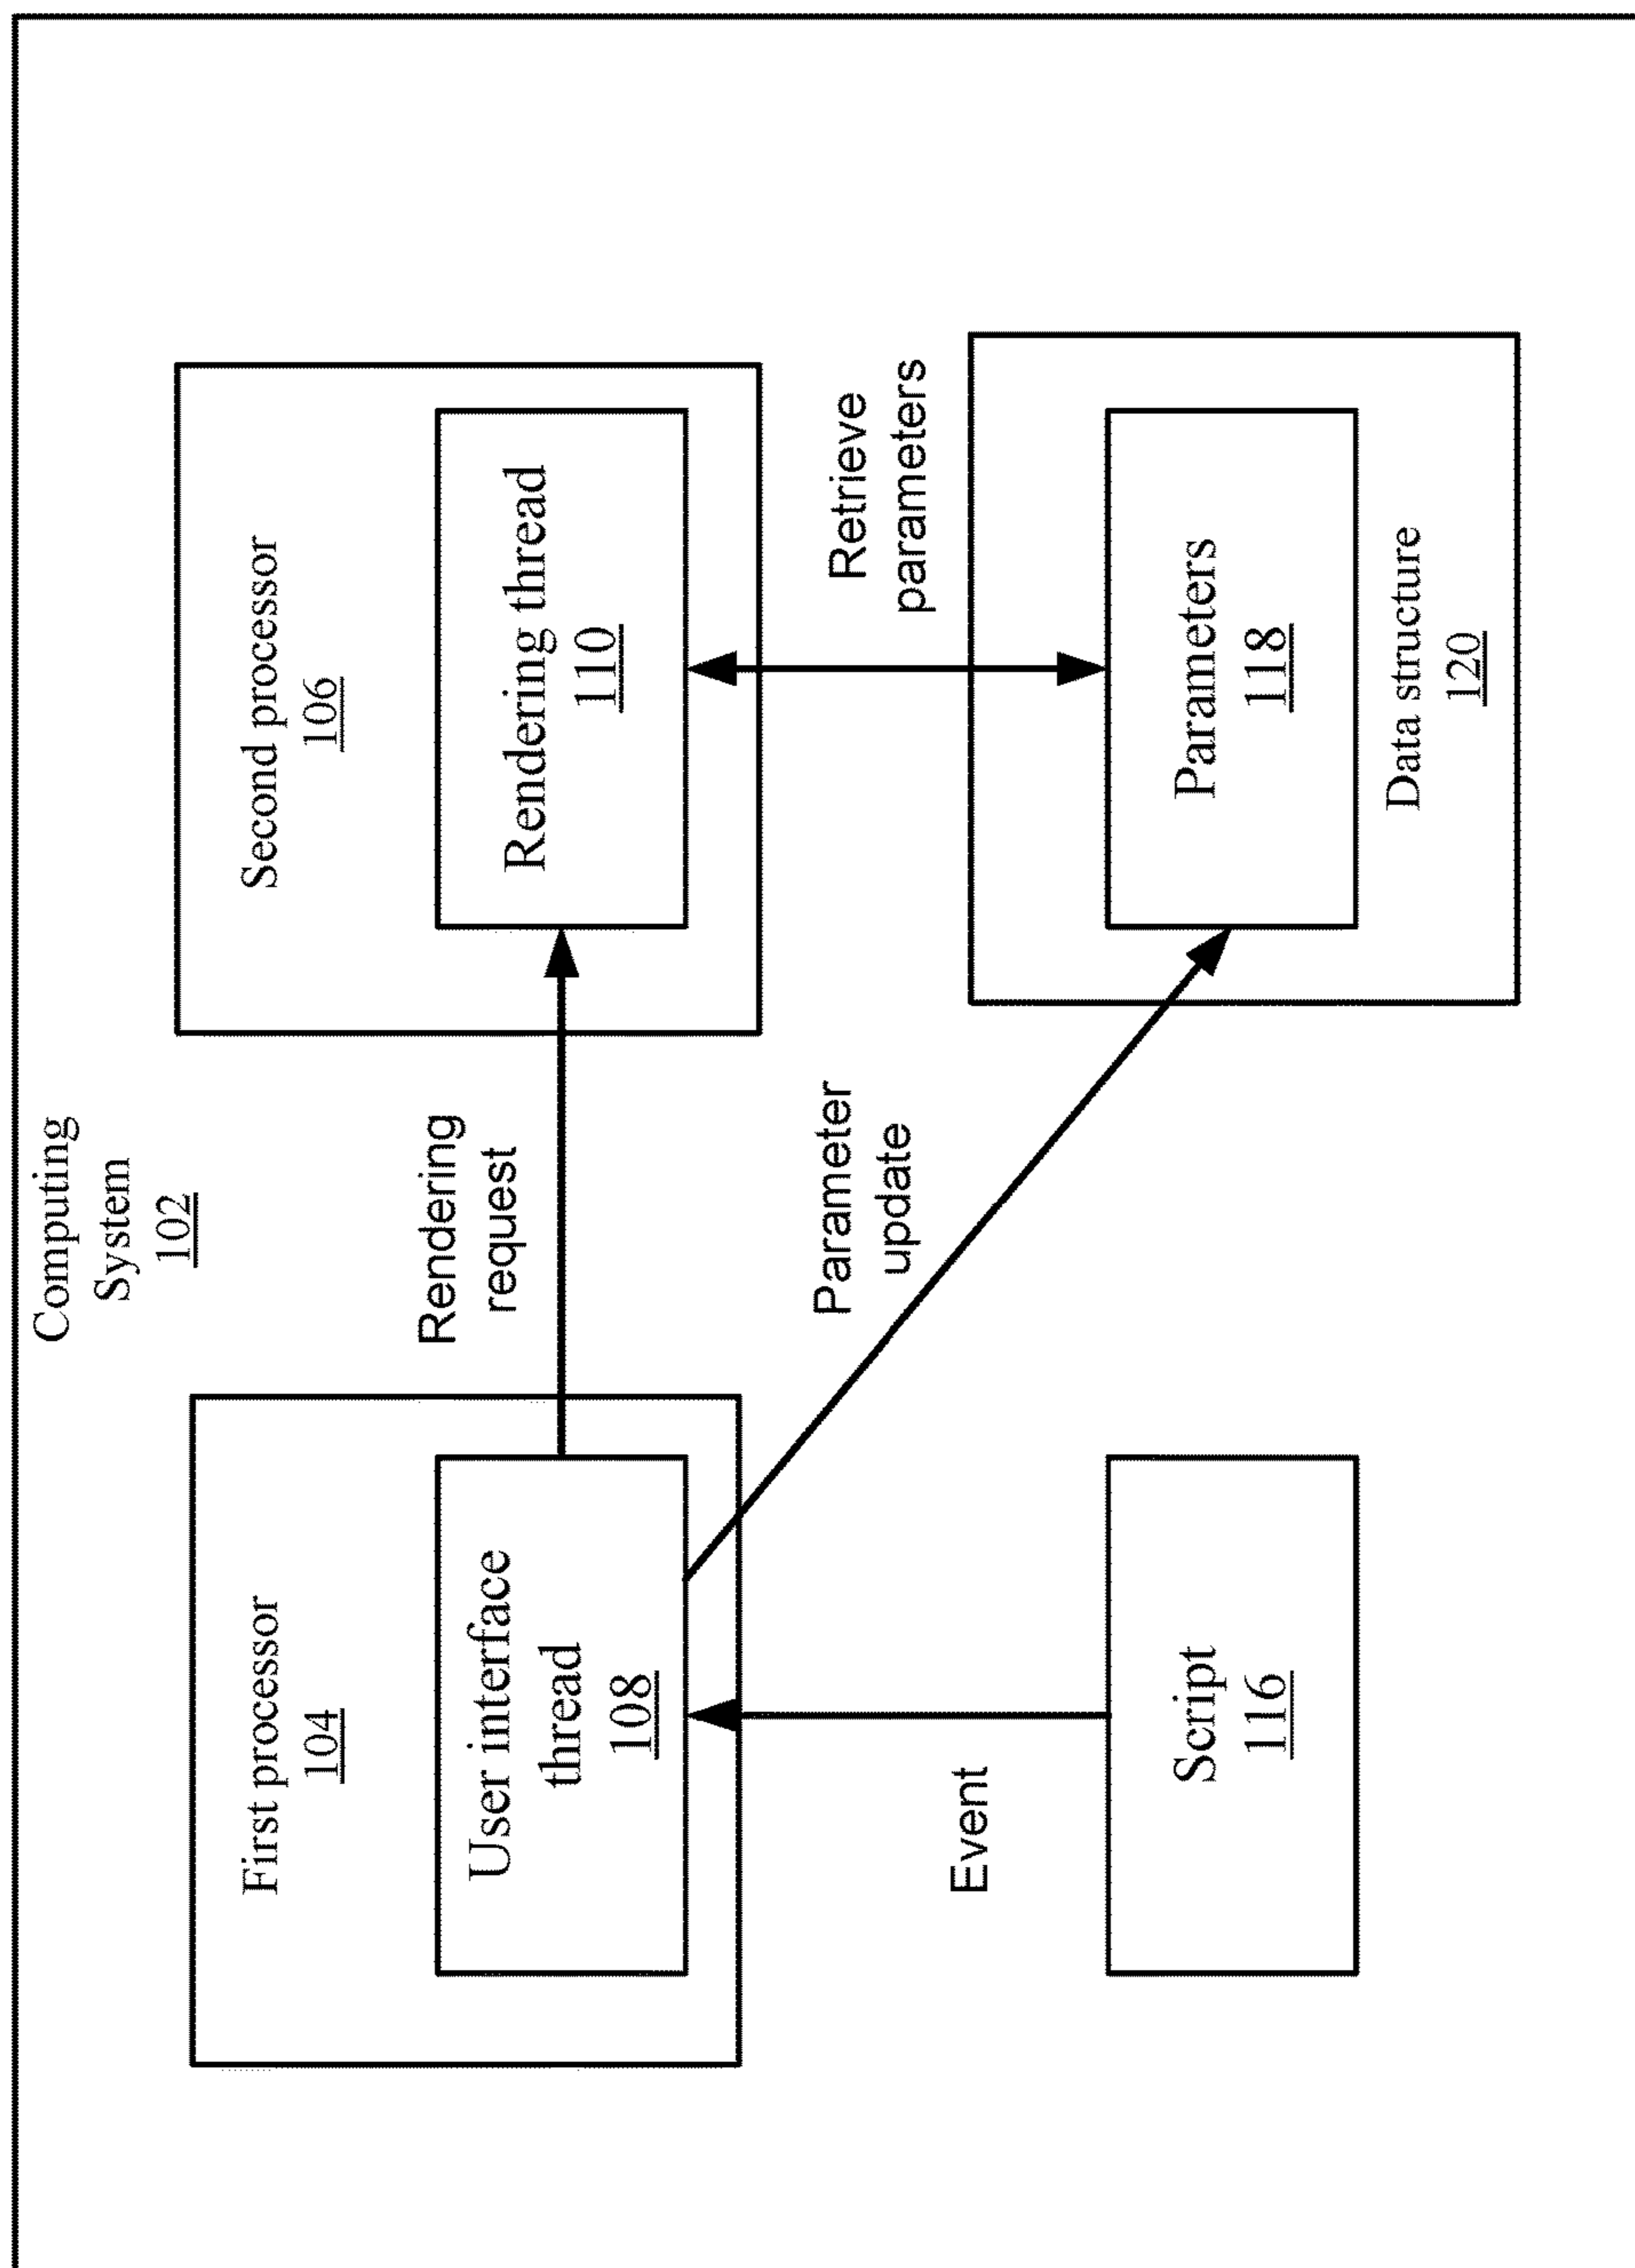 Computing
System
102
First processor
104
User interface
thread
108
Rendering
request
Second processor
106
Rendering thread
110
Event
Parameter
update
Retrieve
parameters
Script
116
Parameters
118
Data structure
120